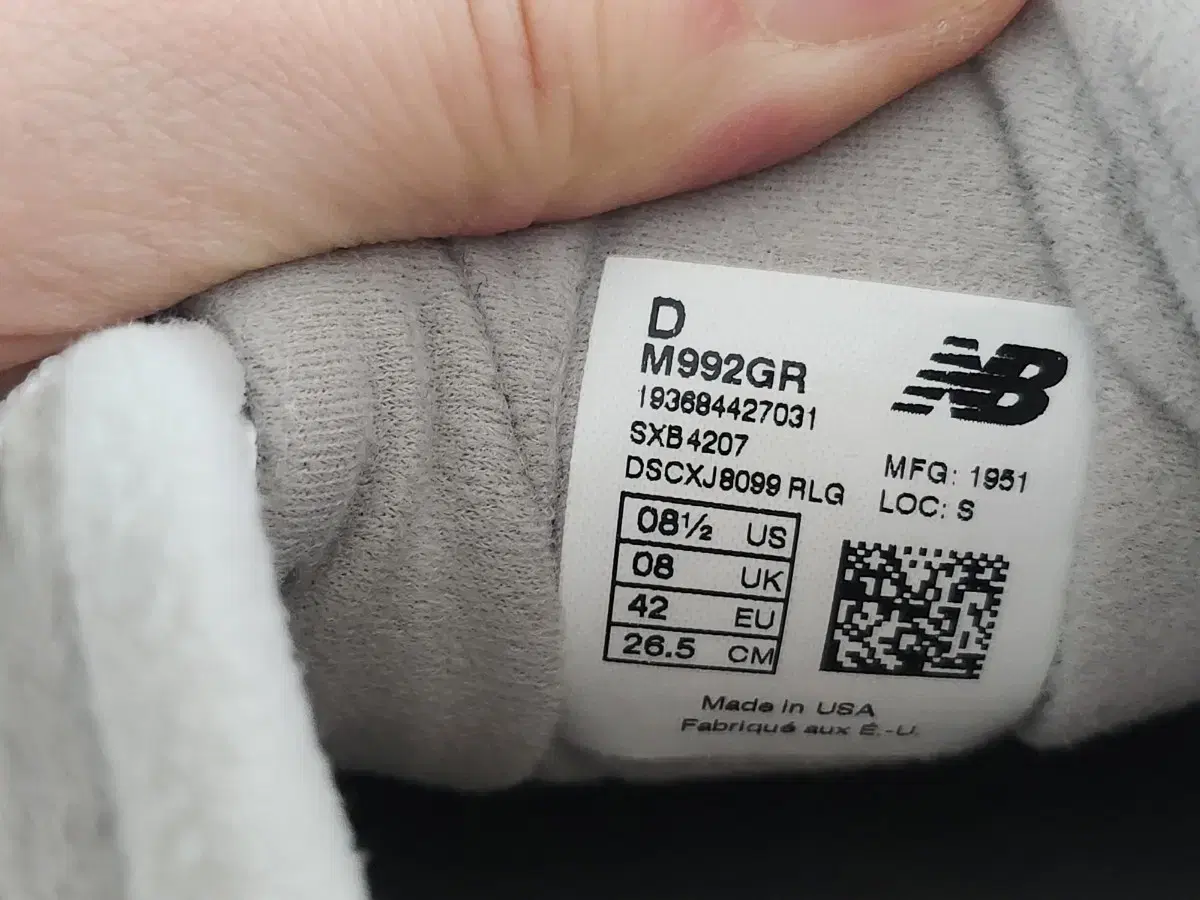 D
M992GR
193684427031
SXB4207
DSCXJ8099 RLG
NB
MFG: 1951
LOC: S
08½ US
08 UK
42 EU
26.5 CM
Made in USA
Fabriqué aux É.-U.